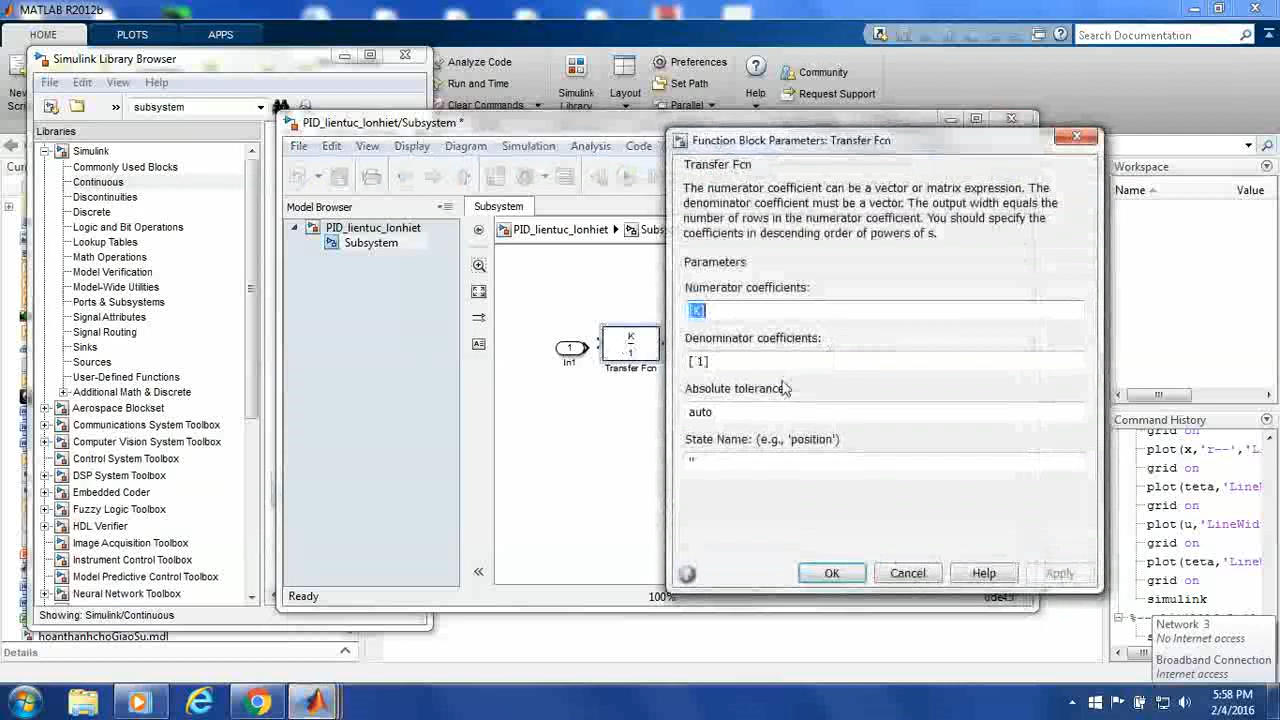 MATLAB R2012b
HOME
PLOTS
APPS
Search Documentation
Simulink Library Browser
File Edit View Help
»
subsystem
Analyze Code
Run and Time
Clear Commands
Simulink
Library
Layout
Preferences
Set Path
Parallel
Help
Community
Request Support
New
Libraries
Simulink
Commonly Used Blocks
Continuous
Discontinuities
Discrete
Logic and Bit Operations
Lookup Tables
Math Operations
Model Verification
Model-Wide Utilities
Ports & Subsystems
Signal Attributes
Signal Routing
Sinks
Sources
User-Defined Functions
Additional Math & Discrete
Aerospace Blockset
Communications System Toolbox
Computer Vision System Toolbox
Control System Toolbox
DSP System Toolbox
Embedded Coder
Fuzzy Logic Toolbox
HDL Verifier
Image Acquisition Toolbox
Instrument Control Toolbox
Model Predictive Control Toolbox
Neural Network Toolbox
Showing: Simulink/Continuous
hoanthanhchoGiaoSu.mdl
Details
PID_lientuc_lonhiet/Subsystem *
File Edit View Display Diagram Simulation Analysis Code
Model Browser
Subsystem
PID_lientuc_lonhiet
Subsystem
PID_lientuc_lonhiet
1
In1
K
1
Transfer Fcn
Ready
100%
ode45
Function Block Parameters: Transfer Fcn
Transfer Fcn
The numerator coefficient can be a vector or matrix expression. The
denominator coefficient must be a vector. The output width equals the
number of rows in the numerator coefficient. You should specify the
coefficients in descending order of powers of s.
Parameters
Numerator coefficients:
[K]
Denominator coefficients:
[ 1]
Absolute tolerance
auto
State Name: (e.g., 'position')
''
OK
Cancel
Help
Apply
Workspace
Name
Value
Command History
grid on
plot(x,'r--','L
grid on
plot(teta,'Line
grid on
plot(u,'LineWid
grid on
plot(teta,'Line
grid on
simulink
Network 3
No Internet access
Broadband Connection
Internet access
5:58 PM
2/4/2016